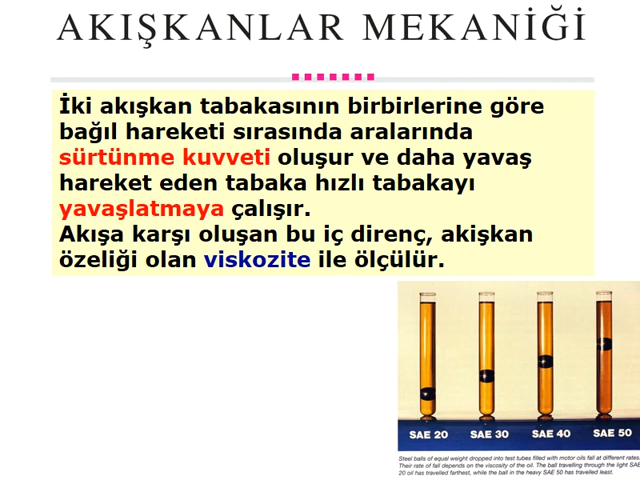 AKIŞKANLAR MEKANİĞİ
İki akışkan tabakasının birbirlerine göre
bağıl hareketi sırasında aralarında
sürtünme kuvveti oluşur ve daha yavaş
hareket eden tabaka hızlı tabakayı
yavaşlatmaya çalışır.
Akışa karşı oluşan bu iç direnç, akişkan
özeliği olan viskozite ile ölçülür.
SAE 20 SAE 30 SAE 40 SAE 50
Steel balls of equal weight dropped into test tubes filled with motor oils fall at different rates.
Their rate of fall depends on the viscosity of the oil. The ball travelling through the light SAE
20 oil has travelled farthest, while the ball in the heavy SAE 50 has travelled least.